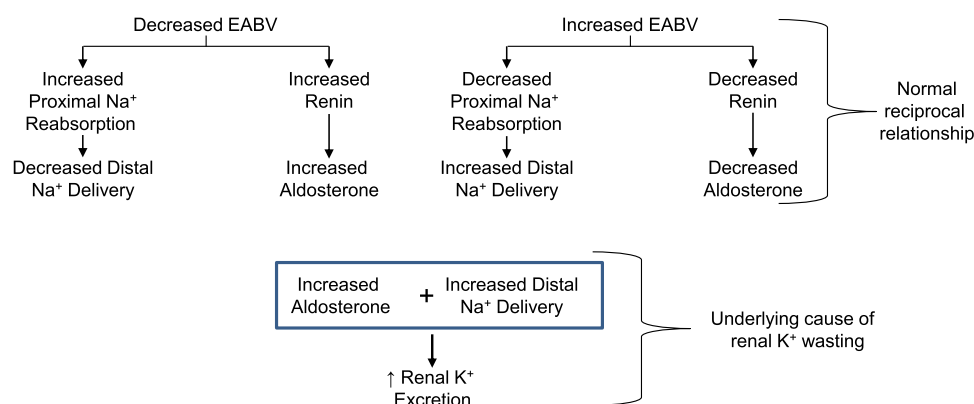 Decreased EABV
Increased
Proximal Na⁺
Reabsorption
Decreased Distal
Na⁺ Delivery
Increased
Renin
Increased
Aldosterone
Increased EABV
Decreased
Proximal Na⁺
Reabsorption
Increased Distal
Na⁺ Delivery
Decreased
Renin
Decreased
Aldosterone
Normal
reciprocal
relationship
Increased
Aldosterone
+
Increased Distal
Na⁺ Delivery
↑ Renal K⁺
Excretion
Underlying cause of
renal K⁺ wasting